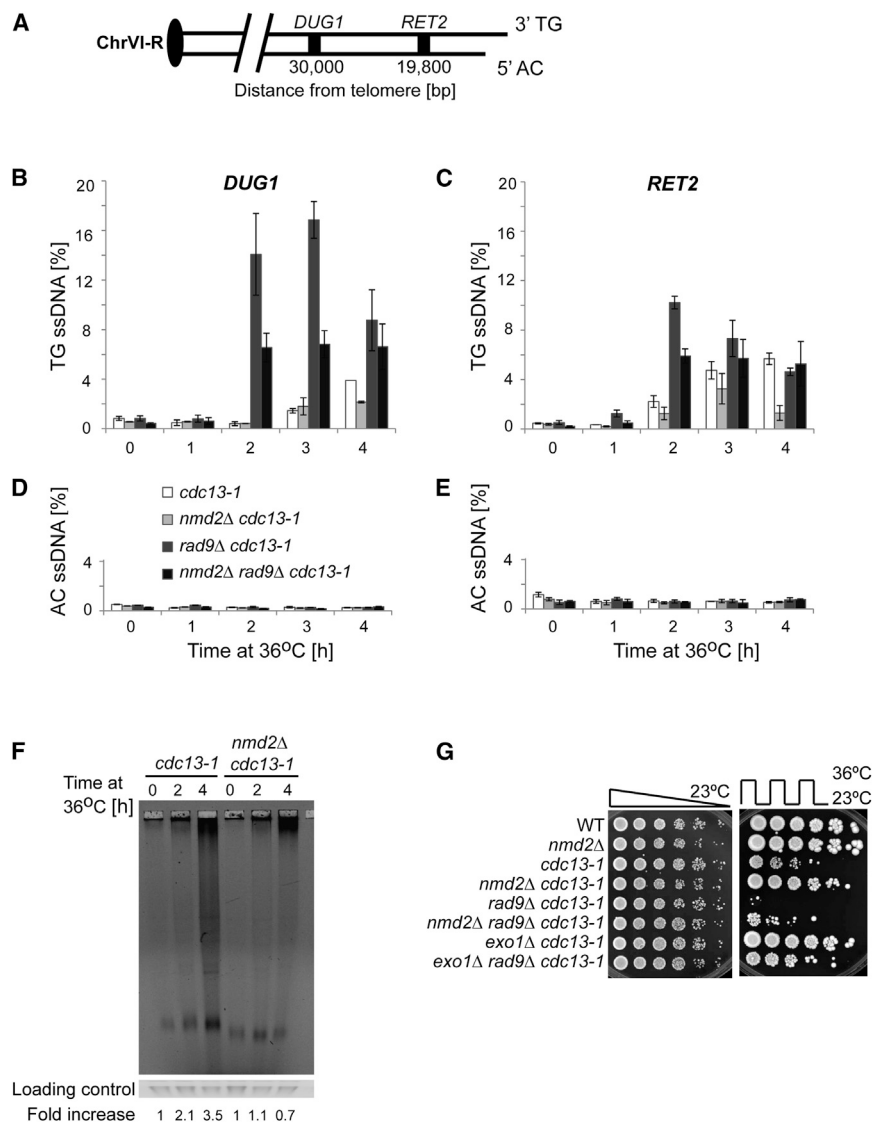 A
DUG1 RET2 3’ TG
ChrVI-R
30,000 19,800 5’ AC
Distance from telomere [bp]
B
DUG1
TG ssDNA [%]
20
16
12
8
4
0
0 1 2 3 4
C
RET2
TG ssDNA [%]
20
16
12
8
4
0
0 1 2 3 4
D
AC ssDNA [%]
cdc13-1
nmd2Δ cdc13-1
rad9Δ cdc13-1
nmd2Δ rad9Δ cdc13-1
4
0
0 1 2 3 4
Time at 36ºC [h]
E
AC ssDNA [%]
4
0
0 1 2 3 4
Time at 36ºC [h]
F
nmd2Δ
cdc13-1 cdc13-1
Time at 36ºC [h]
0 2 4 0 2 4
Loading control
Fold increase 1 2.1 3.5 1 1.1 0.7
G
23ºC
36ºC
23ºC
WT
nmd2Δ
cdc13-1
nmd2Δ cdc13-1
rad9Δ cdc13-1
nmd2Δ rad9Δ cdc13-1
exo1Δ cdc13-1
exo1Δ rad9Δ cdc13-1